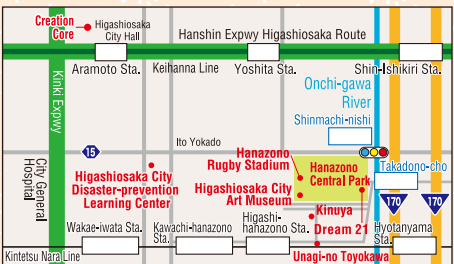 Creation
Core
Higashiosaka
City Hall
Hanshin Expwy Higashiosaka Route
Aramoto Sta.
Keihanna Line
Yoshita Sta.
Shin-Ishikiri Sta.
Kinki Expwy
Onchi-gawa
River
Shinmachi-nishi
Ito Yokado
15
City General
Hospital
Higashiosaka City
Disaster-prevention
Learning Center
Hanazono
Rugby Stadium
Hanazono
Central Park
Takadono-cho
Higashiosaka City
Art Museum
170
170
Kinuya
Dream 21
Wakae-iwata Sta.
Kawachi-hanazono
Sta.
Higashi-
hanazono Sta.
Hyotanyama
Sta.
Unagi-no Toyokawa
Kintetsu Nara Line